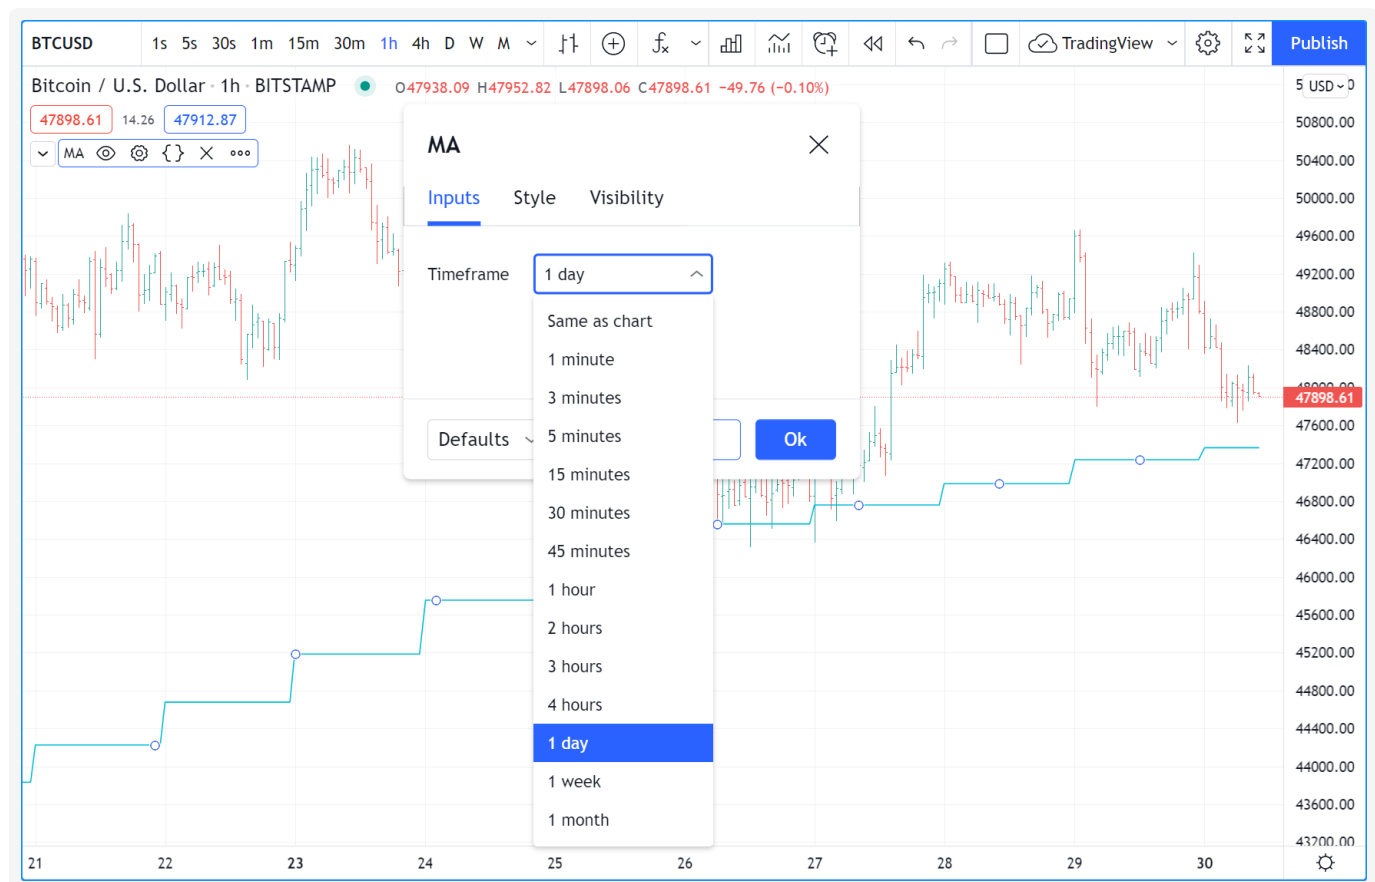 BTCUSD 1s 5s 30s 1m 15m 30m 1h 4h D W M TradingView Publish
Bitcoin / U.S. Dollar · 1h · BITSTAMP O47938.09 H47952.82 L47898.06 C47898.61 −49.76 (−0.10%)
USD
47898.61 14.26 47912.87
MA
MA
Inputs Style Visibility
Timeframe 1 day
Same as chart
1 minute
3 minutes
Defaults
5 minutes
Ok
15 minutes
30 minutes
45 minutes
1 hour
2 hours
3 hours
4 hours
1 day
1 week
1 month
50800.00
50400.00
50000.00
49600.00
49200.00
48800.00
48400.00
48000.00
47898.61
47600.00
47200.00
46800.00
46400.00
46000.00
45600.00
45200.00
44800.00
44400.00
44000.00
43600.00
43200.00
21 22 23 24 25 26 27 28 29 30